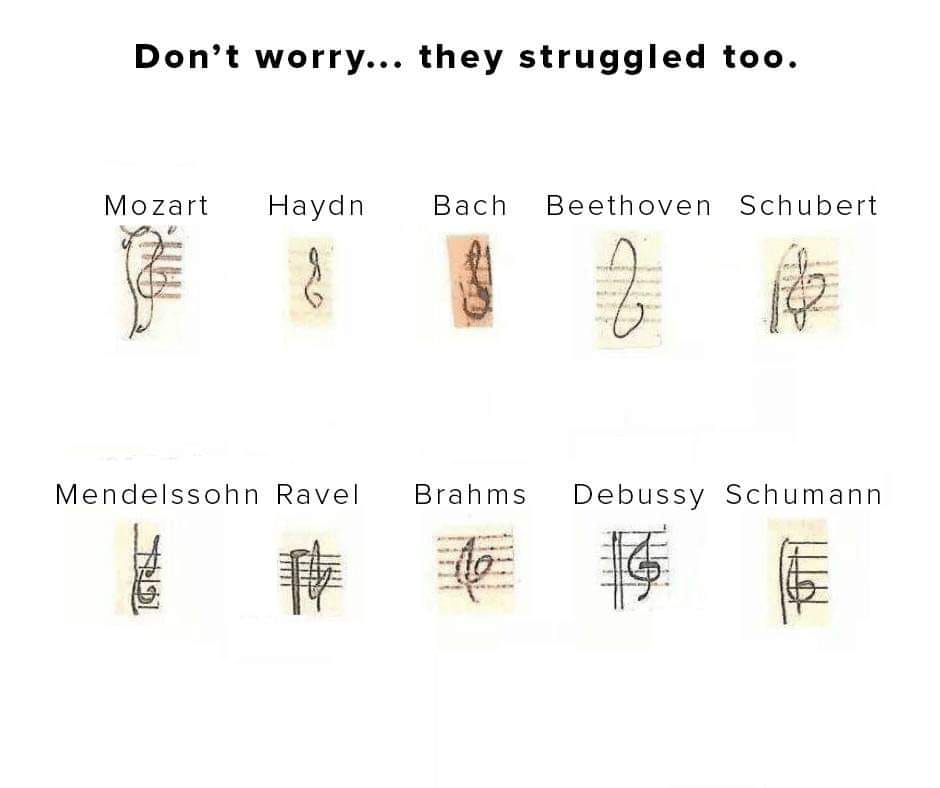 Don’t worry... they struggled too.
Mozart Haydn Bach Beethoven Schubert
Mendelssohn Ravel Brahms Debussy Schumann